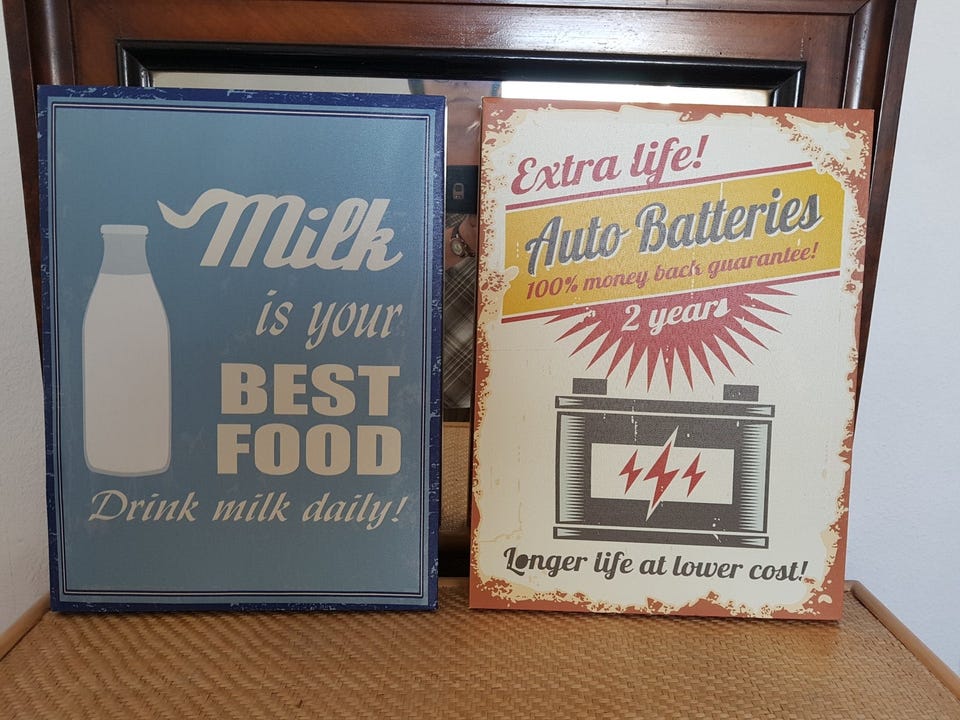 Milk
is your
BEST
FOOD
Drink milk daily!
Extra life!
Auto Batteries
100% money back guarantee!
2 years
Longer life at lower cost!